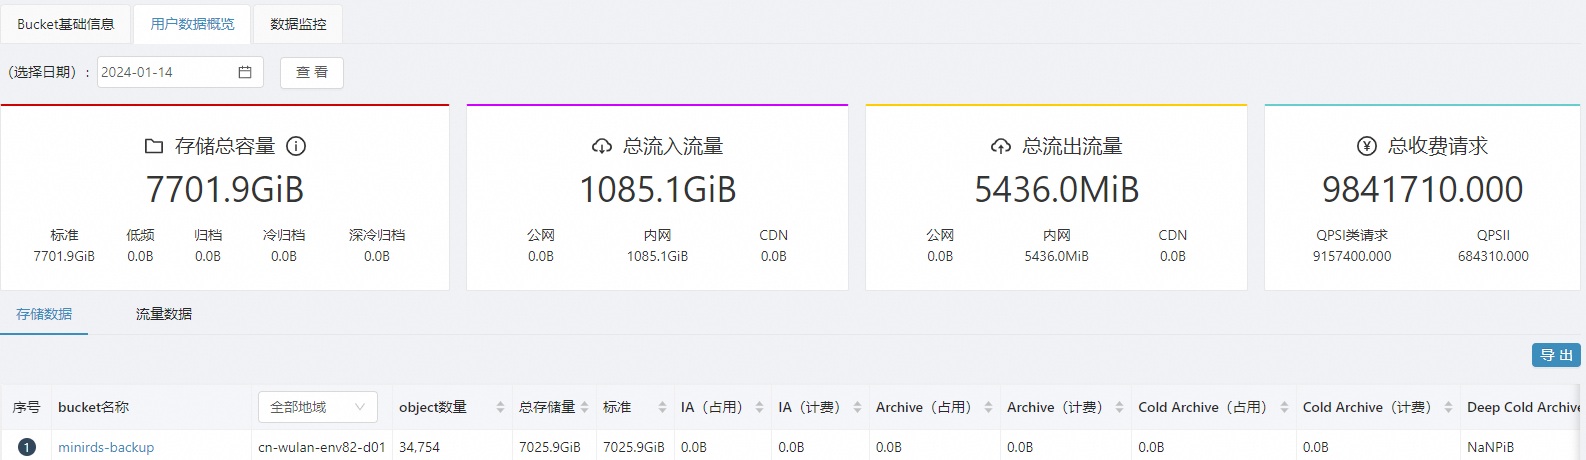 Bucket基础信息 用户数据概览 数据监控
(选择日期) : 2024-01-14 查 看
存储总容量 总流入流量 总流出流量 总收费请求
7701.9GiB 1085.1GiB 5436.0MiB 9841710.000
标准 低频 归档 冷归档 深冷归档 公网 内网 CDN 公网 内网 CDN QPSI类请求 QPSII
7701.9GiB 0.0B 0.0B 0.0B 0.0B 0.0B 1085.1GiB 0.0B 0.0B 5436.0MiB 0.0B 9157400.000 684310.000
存储数据 流量数据
导 出
序号 bucket名称 全部地域 object数量 总存储量 标准 IA（占用） IA（计费） Archive（占用） Archive（计费） Cold Archive（占用） Cold Archive（计费） Deep Cold Archive
1 minirds-backup cn-wulan-env82-d01 34,754 7025.9GiB 7025.9GiB 0.0B 0.0B 0.0B 0.0B 0.0B 0.0B NaNPiB